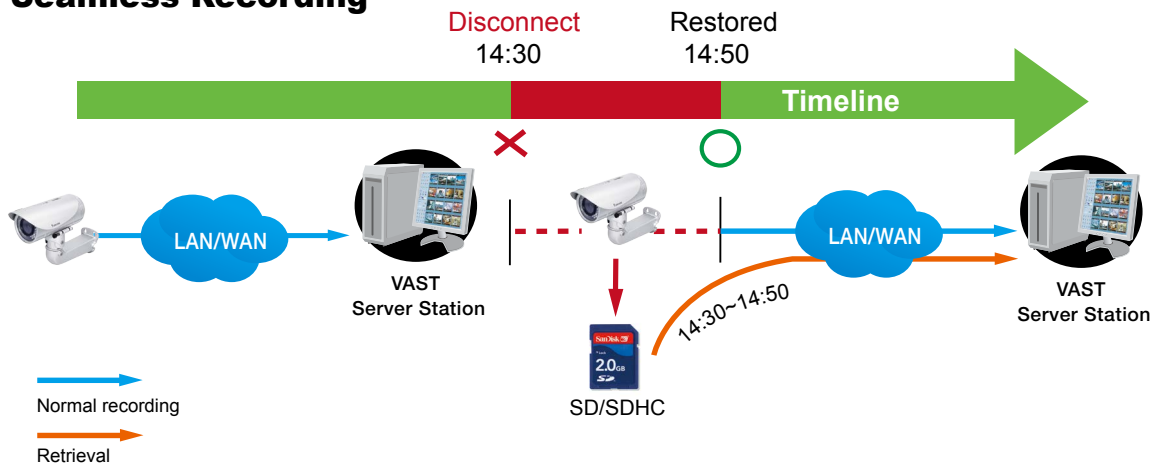 Seamless Recording
Disconnect
14:30
Restored
14:50
Timeline
LAN/WAN
VAST
Server Station
LAN/WAN
VAST
Server Station
14:30~14:50
SanDisk
2.0GB
SD
SD/SDHC
Normal recording
Retrieval